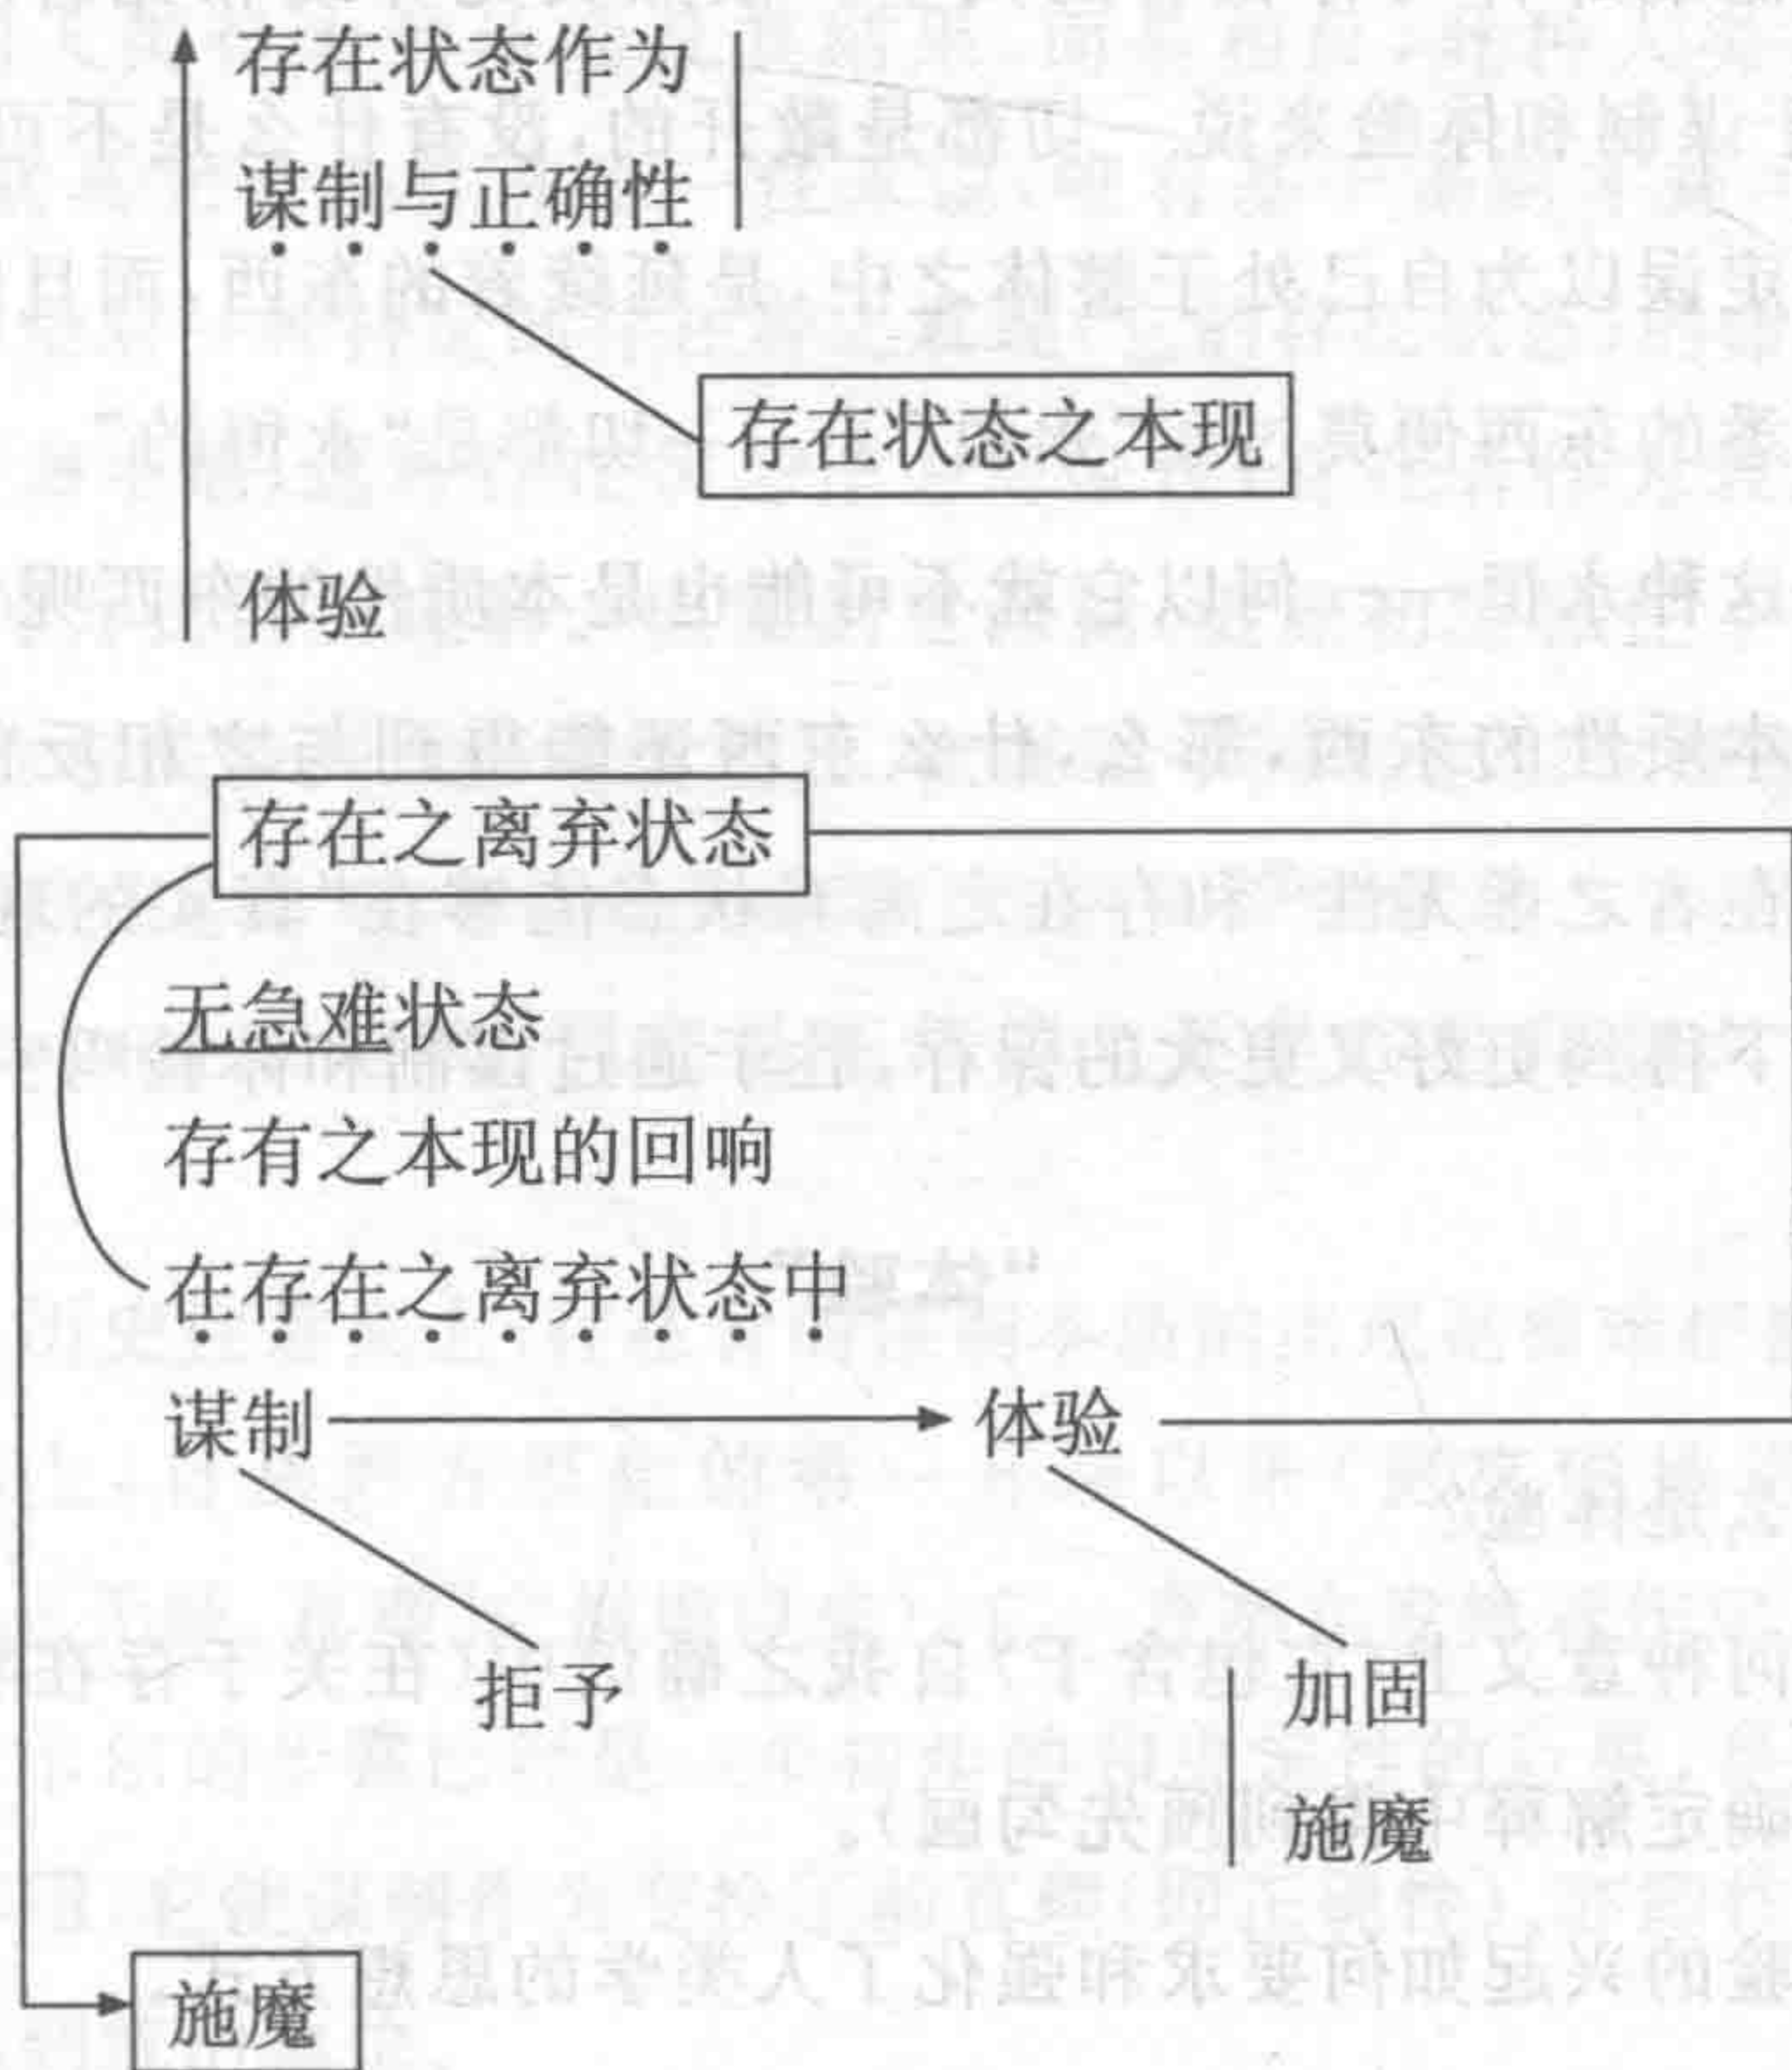 存在状态作为
谋制与正确性
存在状态之本现
体验
存在之离弃状态
无急难状态
存有之本现的回响
在存在之离弃状态中
谋制
体验
拒予
加固
施魔
施魔